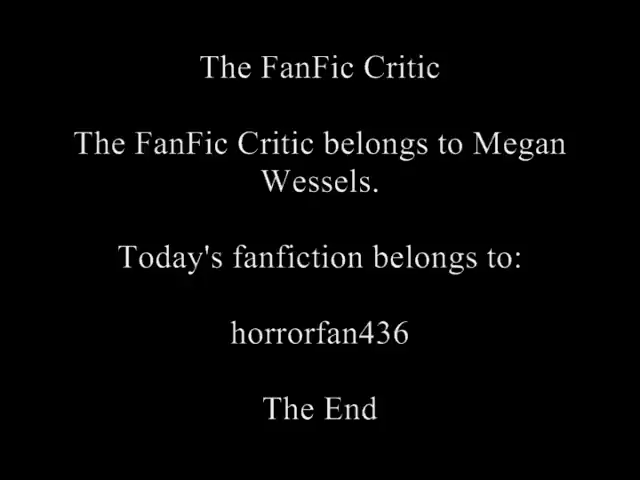 The FanFic Critic
The FanFic Critic belongs to Megan
Wessels.
Today's fanfiction belongs to:
horrorfan436
The End